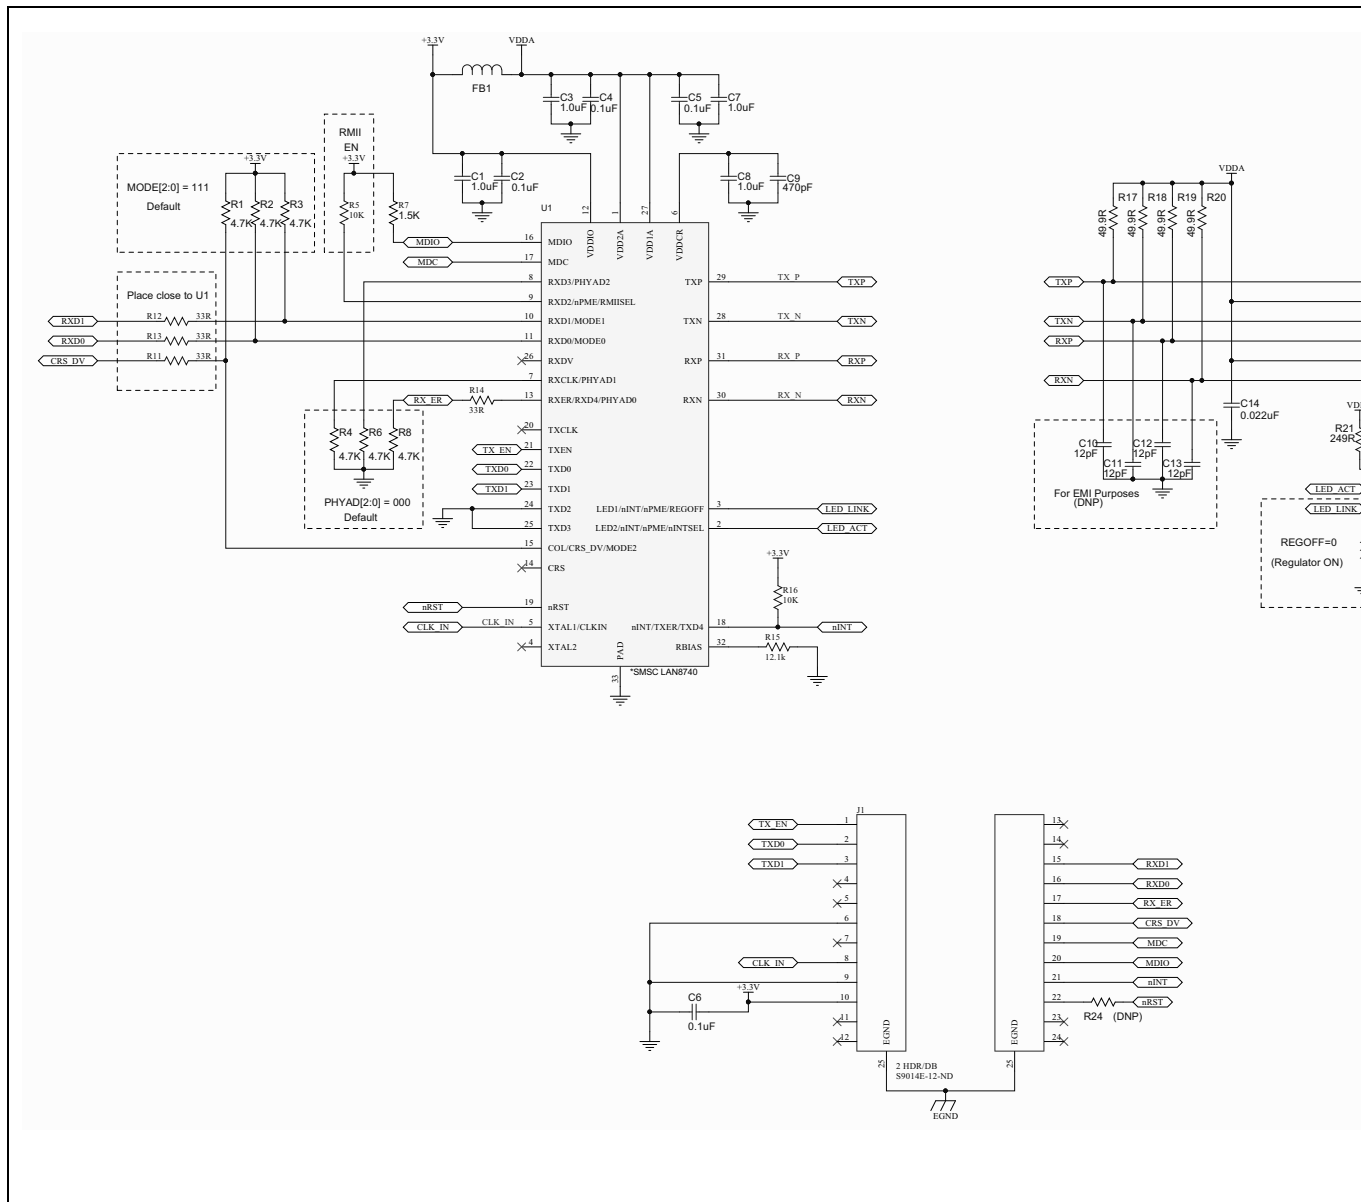 +3.3V
VDDA
FB1
C3
1.0uF
C4
0.1uF
C5
0.1uF
C7
1.0uF
RMII
EN
+3.3V
R5
10K
R7
1.5K
MODE[2:0] = 111
Default
+3.3V
R1
4.7K
R2
4.7K
R3
4.7K
C1
1.0uF
C2
0.1uF
C8
1.0uF
C9
470pF
U1
12
1
27
6
VDDIO
VDD2A
VDD1A
VDDCR
MDIO
16
MDIO
MDC
17
MDC
8
RXD3/PHYAD2
9
RXD2/nPME/RMIISEL
Place close to U1
RXD1
R12
33R
10
RXD1/MODE1
RXD0
R13
33R
11
RXD0/MODE0
CRS_DV
R11
33R
26
RXDV
7
RXCLK/PHYAD1
RX_ER
R14
33R
13
RXER/RXD4/PHYAD0
R4
4.7K
R6
4.7K
R8
4.7K
PHYAD[2:0] = 000
Default
20
TXCLK
TX_EN
21
TXEN
TXD0
22
TXD0
TXD1
23
TXD1
24
TXD2
25
TXD3
15
COL/CRS_DV/MODE2
14
CRS
nRST
19
nRST
CLK_IN
CLK_IN
5
XTAL1/CLKIN
4
XTAL2
TXP
29
TX_P
TXP
TXN
28
TX_N
TXN
RXP
31
RX_P
RXP
RXN
30
RX_N
RXN
LED1/nINT/nPME/REGOFF
3
LED_LINK
LED2/nINT/nPME/nINTSEL
2
LED_ACT
+3.3V
R16
10K
nINT/TXER/TXD4
18
nINT
RBIAS
32
R15
12.1k
PAD
33
*SMSC LAN8740
VDDA
R17
49.9R
R18
49.9R
R19
49.9R
R20
49.9R
TXP
TXN
RXP
RXN
C14
0.022uF
C10
12pF
C11
12pF
C12
12pF
C13
12pF
For EMI Purposes
(DNP)
R21
249R
LED_ACT
LED_LINK
REGOFF=0
(Regulator ON)
J1
TX_EN
1
TXD0
2
TXD1
3
4
5
6
7
CLK_IN
8
9
+3.3V
10
C6
0.1uF
11
12
EGND
25
2 HDR/DB
S9014E-12-ND
13
14
15
RXD1
16
RXD0
17
RX_ER
18
CRS_DV
19
MDC
20
MDIO
21
nINT
22
nRST
R24
(DNP)
23
24
EGND
25
EGND